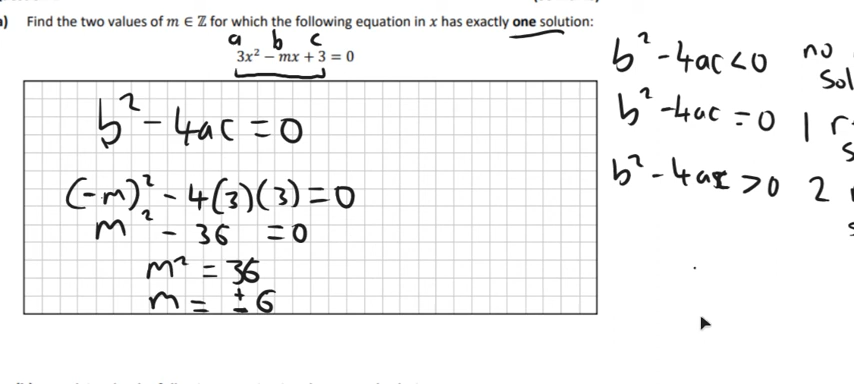 Find the two values of m ∈ ℤ for which the following equation in x has exactly one solution:
a b c
3x² − mx + 3 = 0
b² - 4ac = 0
(-m)² - 4(3)(3) = 0
m² - 36 = 0
m² = 36
m = ± 6
b² - 4ac < 0 no
Sol
b² - 4ac = 0 1 r
s
b² - 4ac > 0 2
s